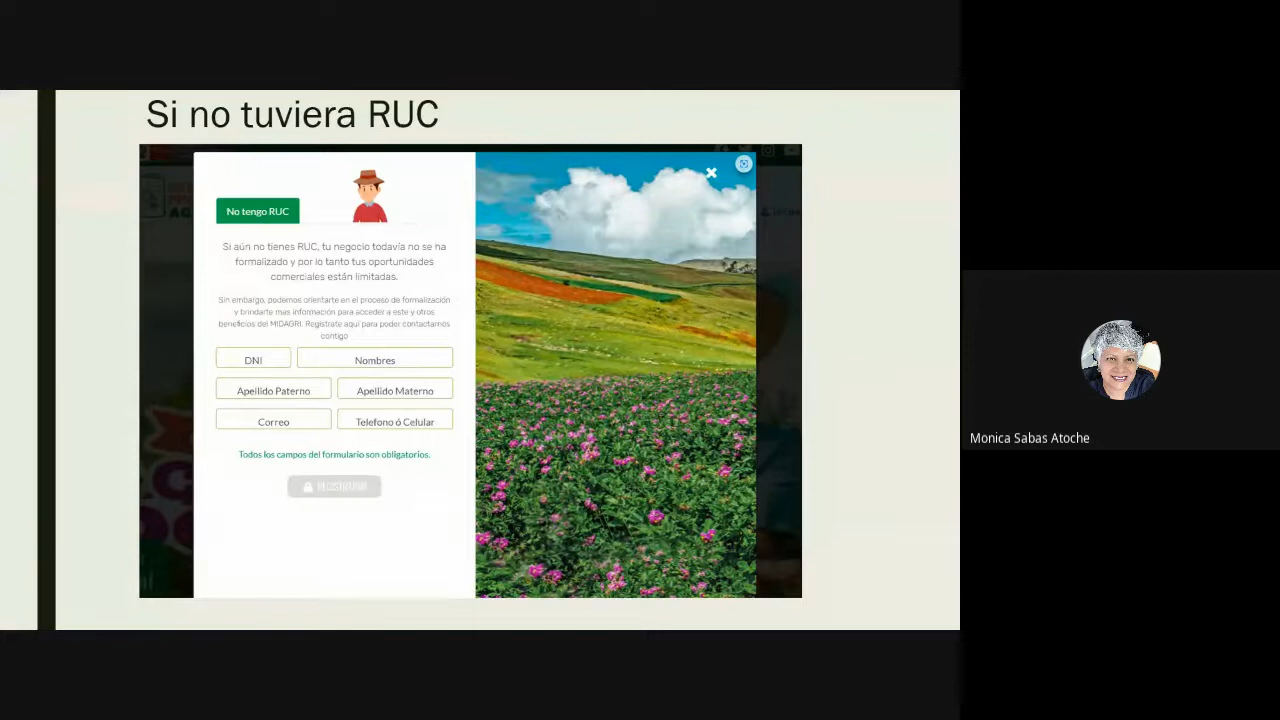 Si no tuviera RUC
No tengo RUC
Si aún no tienes RUC, tu negocio todavía no se ha
formalizado y por lo tanto tus oportunidades
comerciales están limitadas.
Sin embargo, podemos orientarte en el proceso de formalización
y brindarte mas información para acceder a este y otros
beneficios del MIDAGRI. Registrate aquí para poder contactarnos
contigo
DNI
Nombres
Apellido Paterno
Apellido Materno
Correo
Telefono ó Celular
Todos los campos del formulario son obligatorios.
REGISTRARME
Monica Sabas Atoche